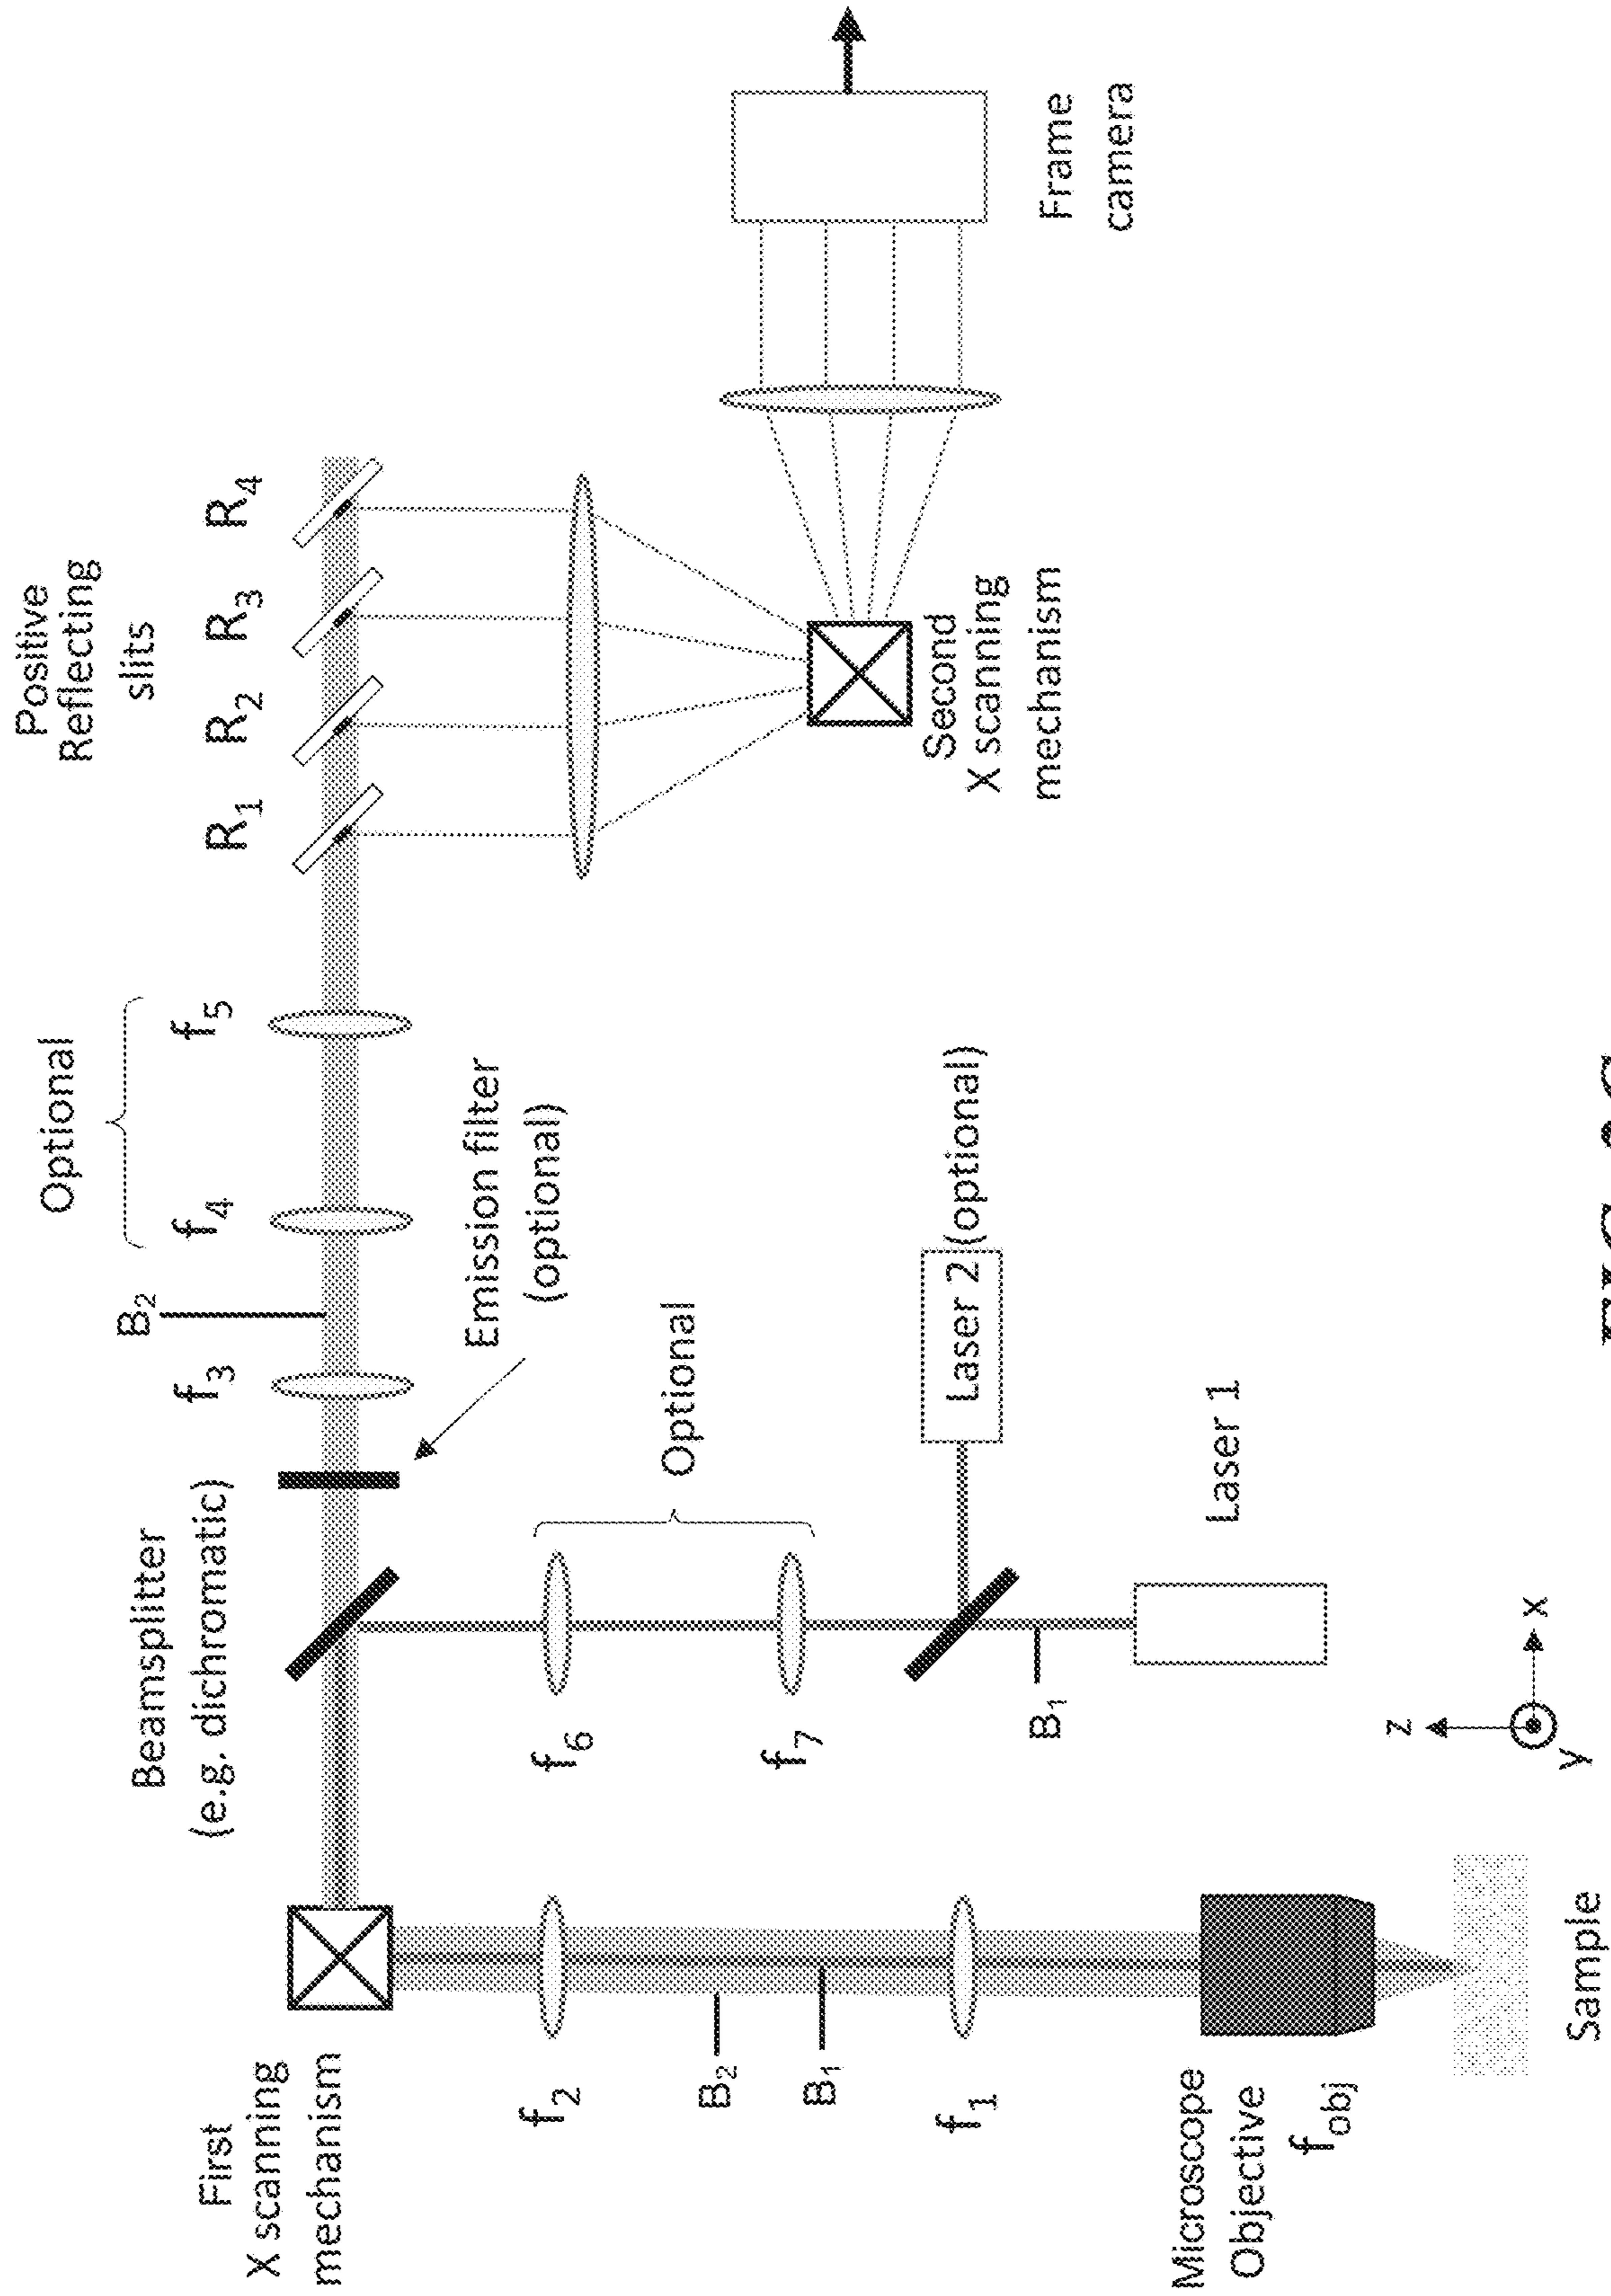 First
X scanning
mechanism
Beamsplitter
(e.g. dichromatic)
f3
B2
Optional
f4
f5
Positive
Reflecting
slits
R1
R2
R3
R4
Emission filter
(optional)
f2
B2
B1
f1
f6
f7
Optional
Laser 2 (optional)
B1
Laser 1
Second
X scanning
mechanism
Frame
camera
Microscope
Objective
fobj
z
x
y
Sample